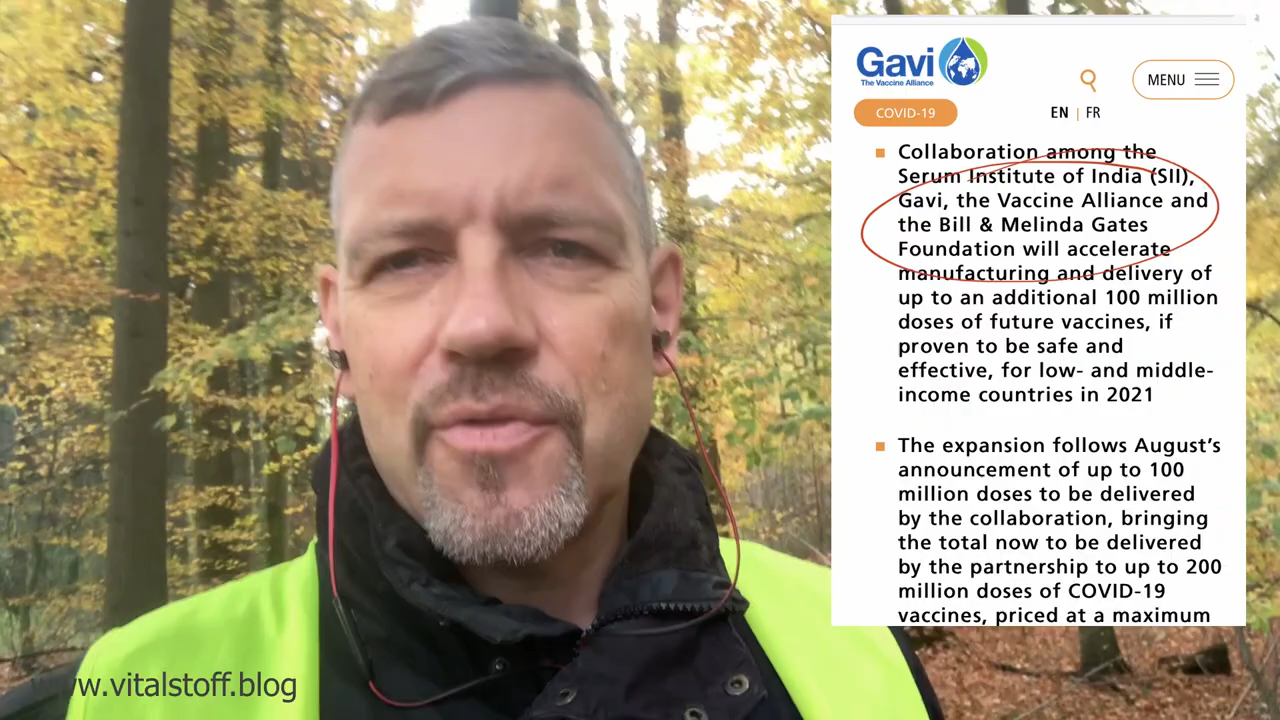 Gavi
The Vaccine Alliance
MENU
COVID-19
EN | FR
Collaboration among the
Serum Institute of India (SII),
Gavi, the Vaccine Alliance and
the Bill & Melinda Gates
Foundation will accelerate
manufacturing and delivery of
up to an additional 100 million
doses of future vaccines, if
proven to be safe and
effective, for low- and middle-
income countries in 2021
The expansion follows August’s
announcement of up to 100
million doses to be delivered
by the collaboration, bringing
the total now to be delivered
by the partnership to up to 200
million doses of COVID-19
vaccines, priced at a maximum
www.vitalstoff.blog